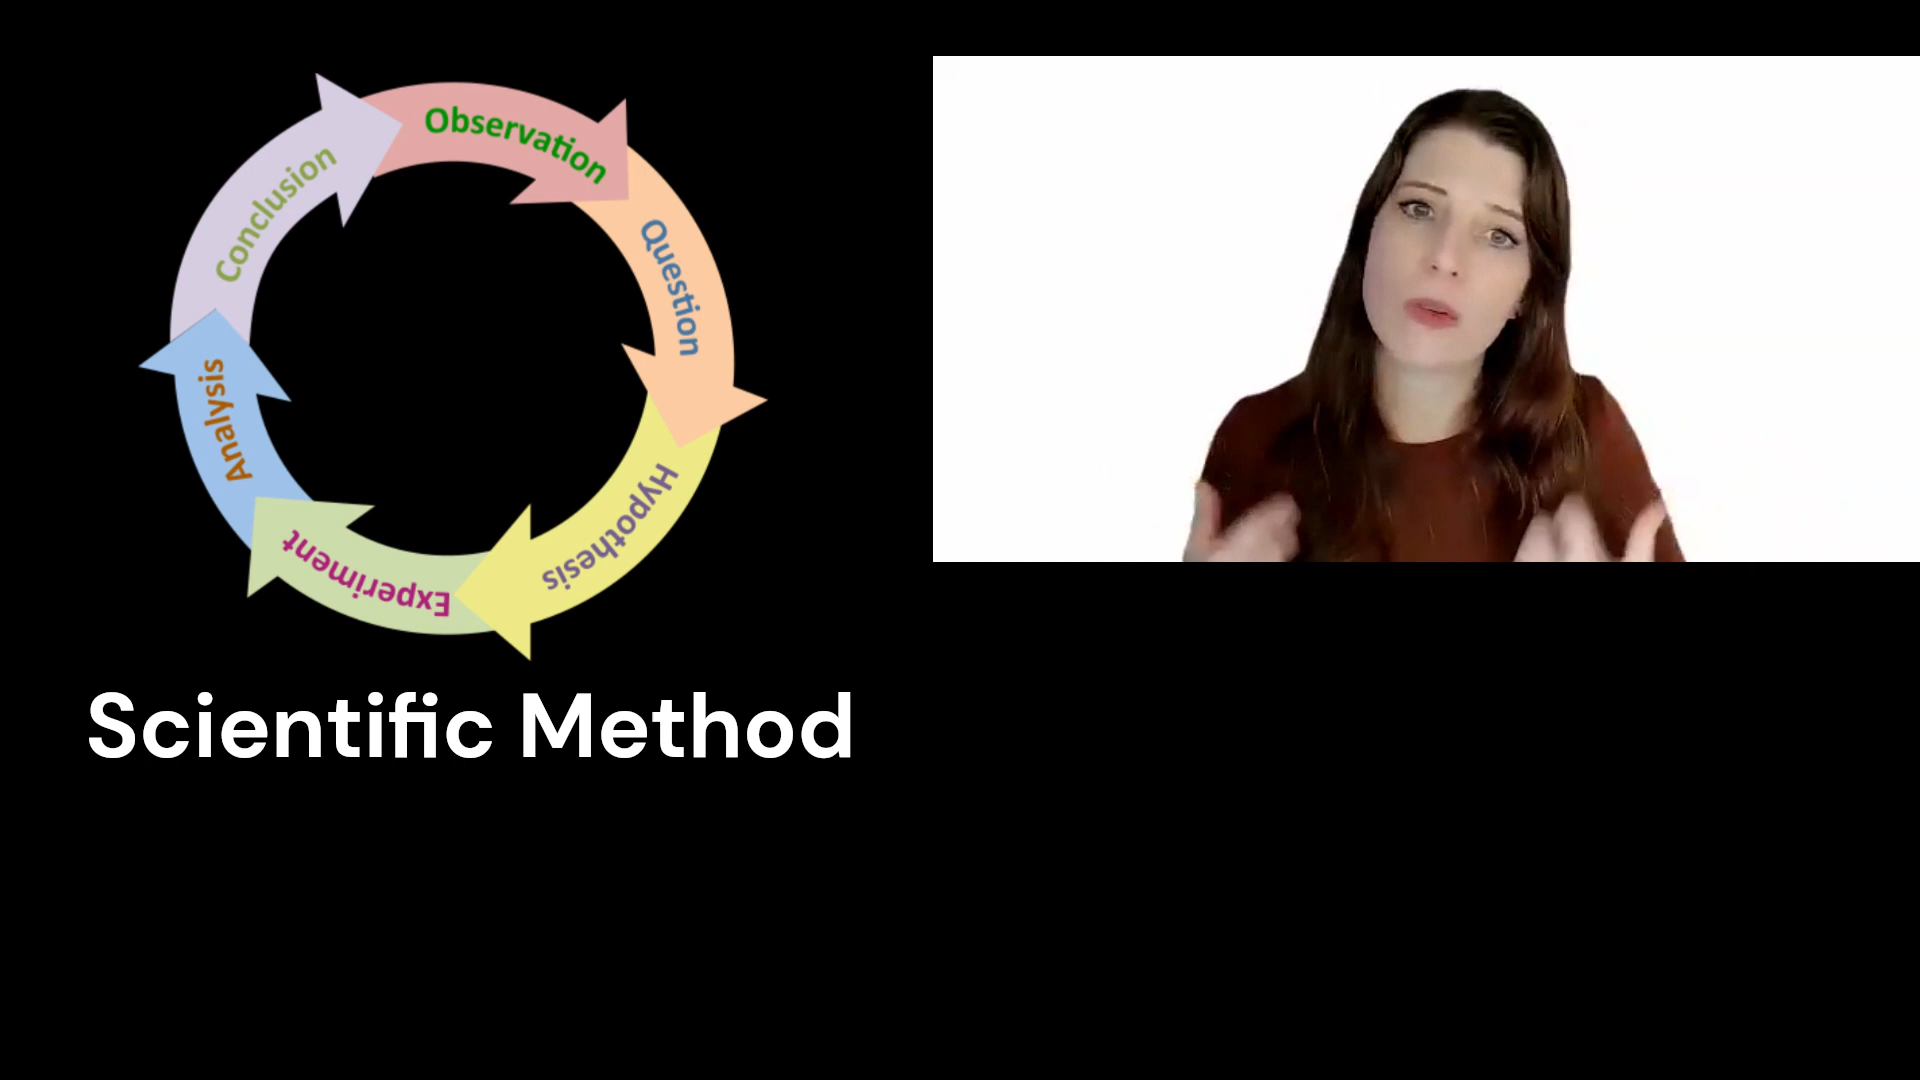 Observation
Question
Hypothesis
Experiment
Analysis
Conclusion
Scientific Method